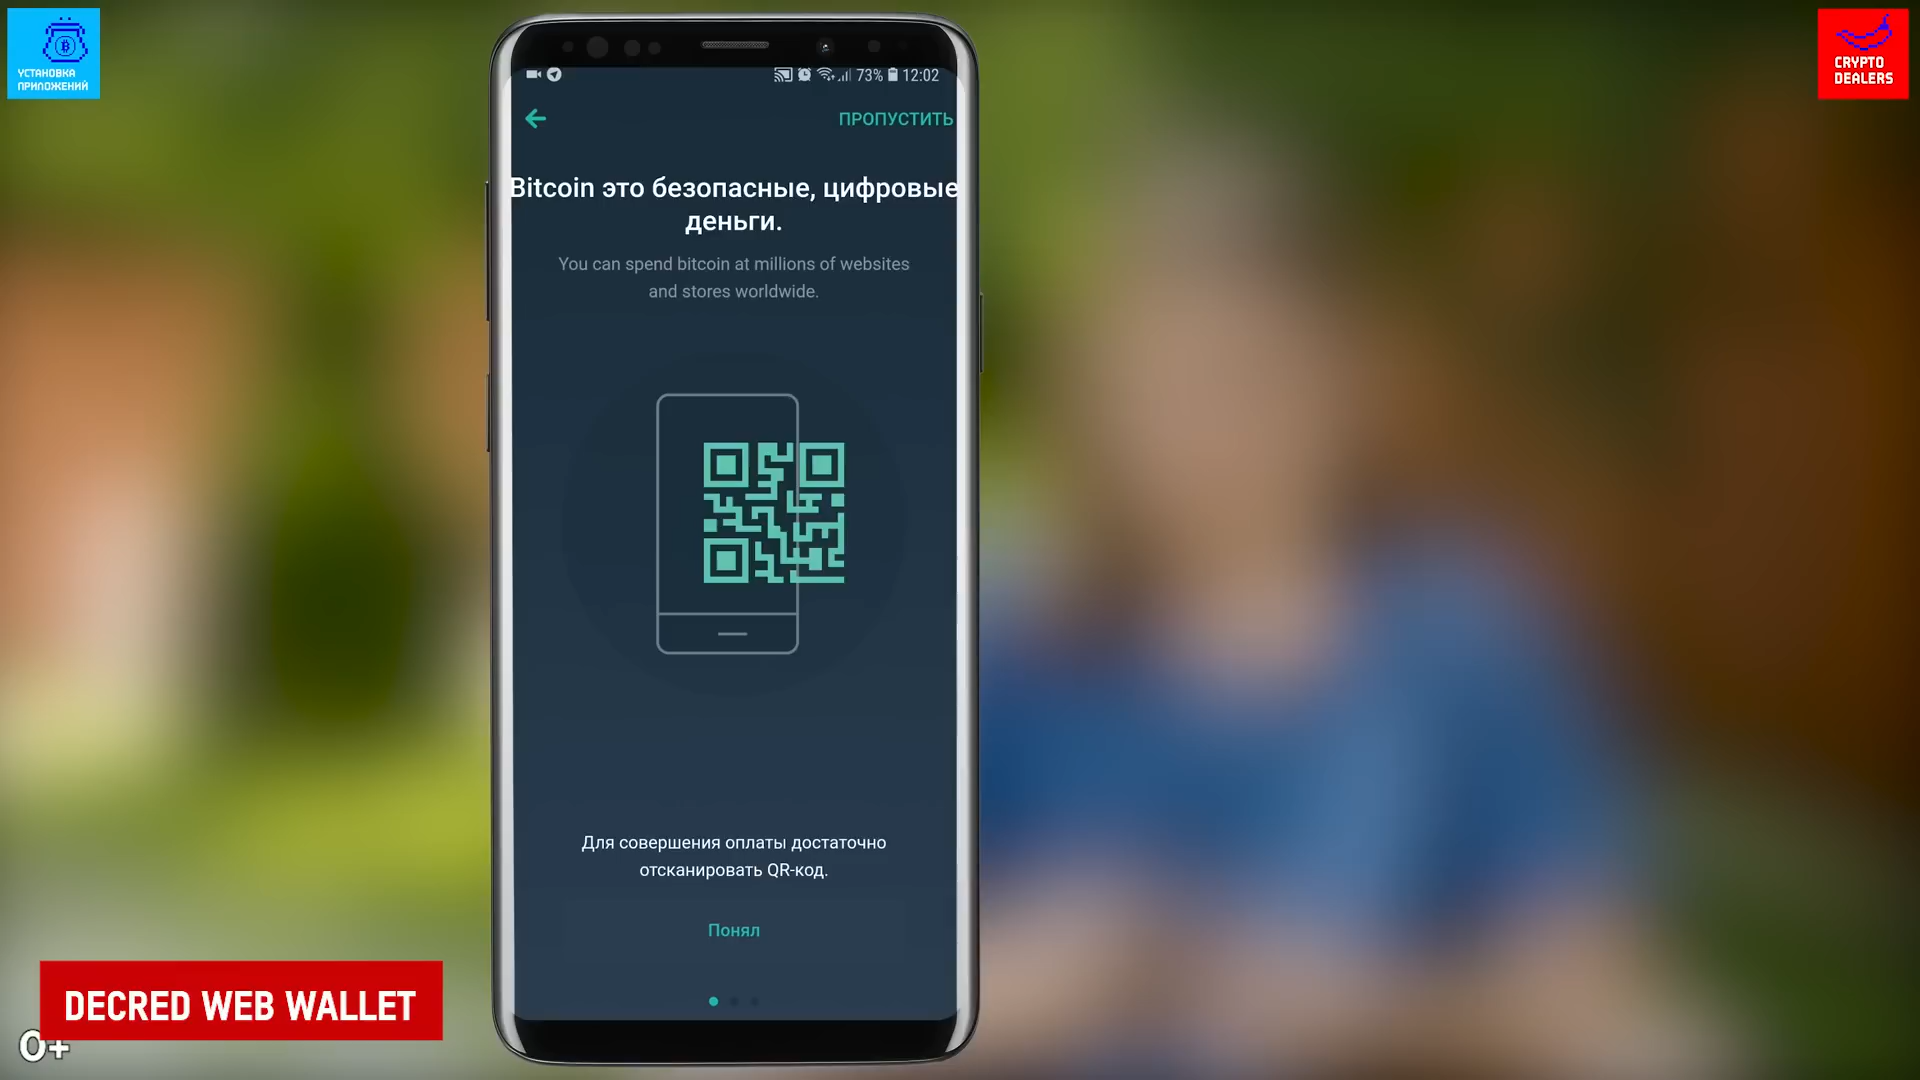 УСТАНОВКА
ПРИЛОЖЕНИЙ
CRYPTO
DEALERS
73% 12:02
ПРОПУСТИТЬ
Bitcoin это безопасные, цифровые
деньги.
You can spend bitcoin at millions of websites
and stores worldwide.
Для совершения оплаты достаточно
отсканировать QR-код.
Понял
DECRED WEB WALLET
0+